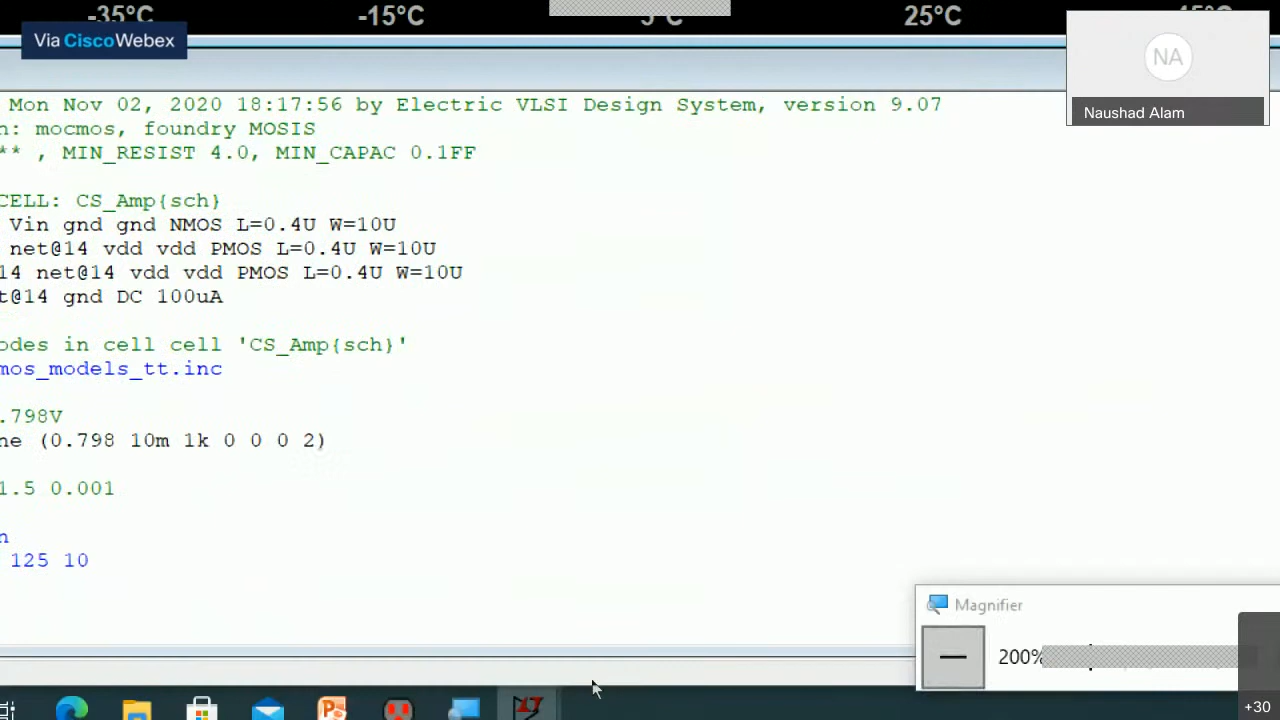 -35°C -15°C 5°C 25°C 45°C
Via Cisco Webex
NA
Naushad Alam
Mon Nov 02, 2020 18:17:56 by Electric VLSI Design System, version 9.07
n: mocmos, foundry MOSIS
** , MIN_RESIST 4.0, MIN_CAPAC 0.1FF
CELL: CS_Amp{sch}
Vin gnd gnd NMOS L=0.4U W=10U
net@14 vdd vdd PMOS L=0.4U W=10U
14 net@14 vdd vdd PMOS L=0.4U W=10U
t@14 gnd DC 100uA
odes in cell cell 'CS_Amp{sch}'
mos_models_tt.inc
.798V
ne (0.798 10m 1k 0 0 0 2)
1.5 0.001
n
125 10
Magnifier
200%
+30